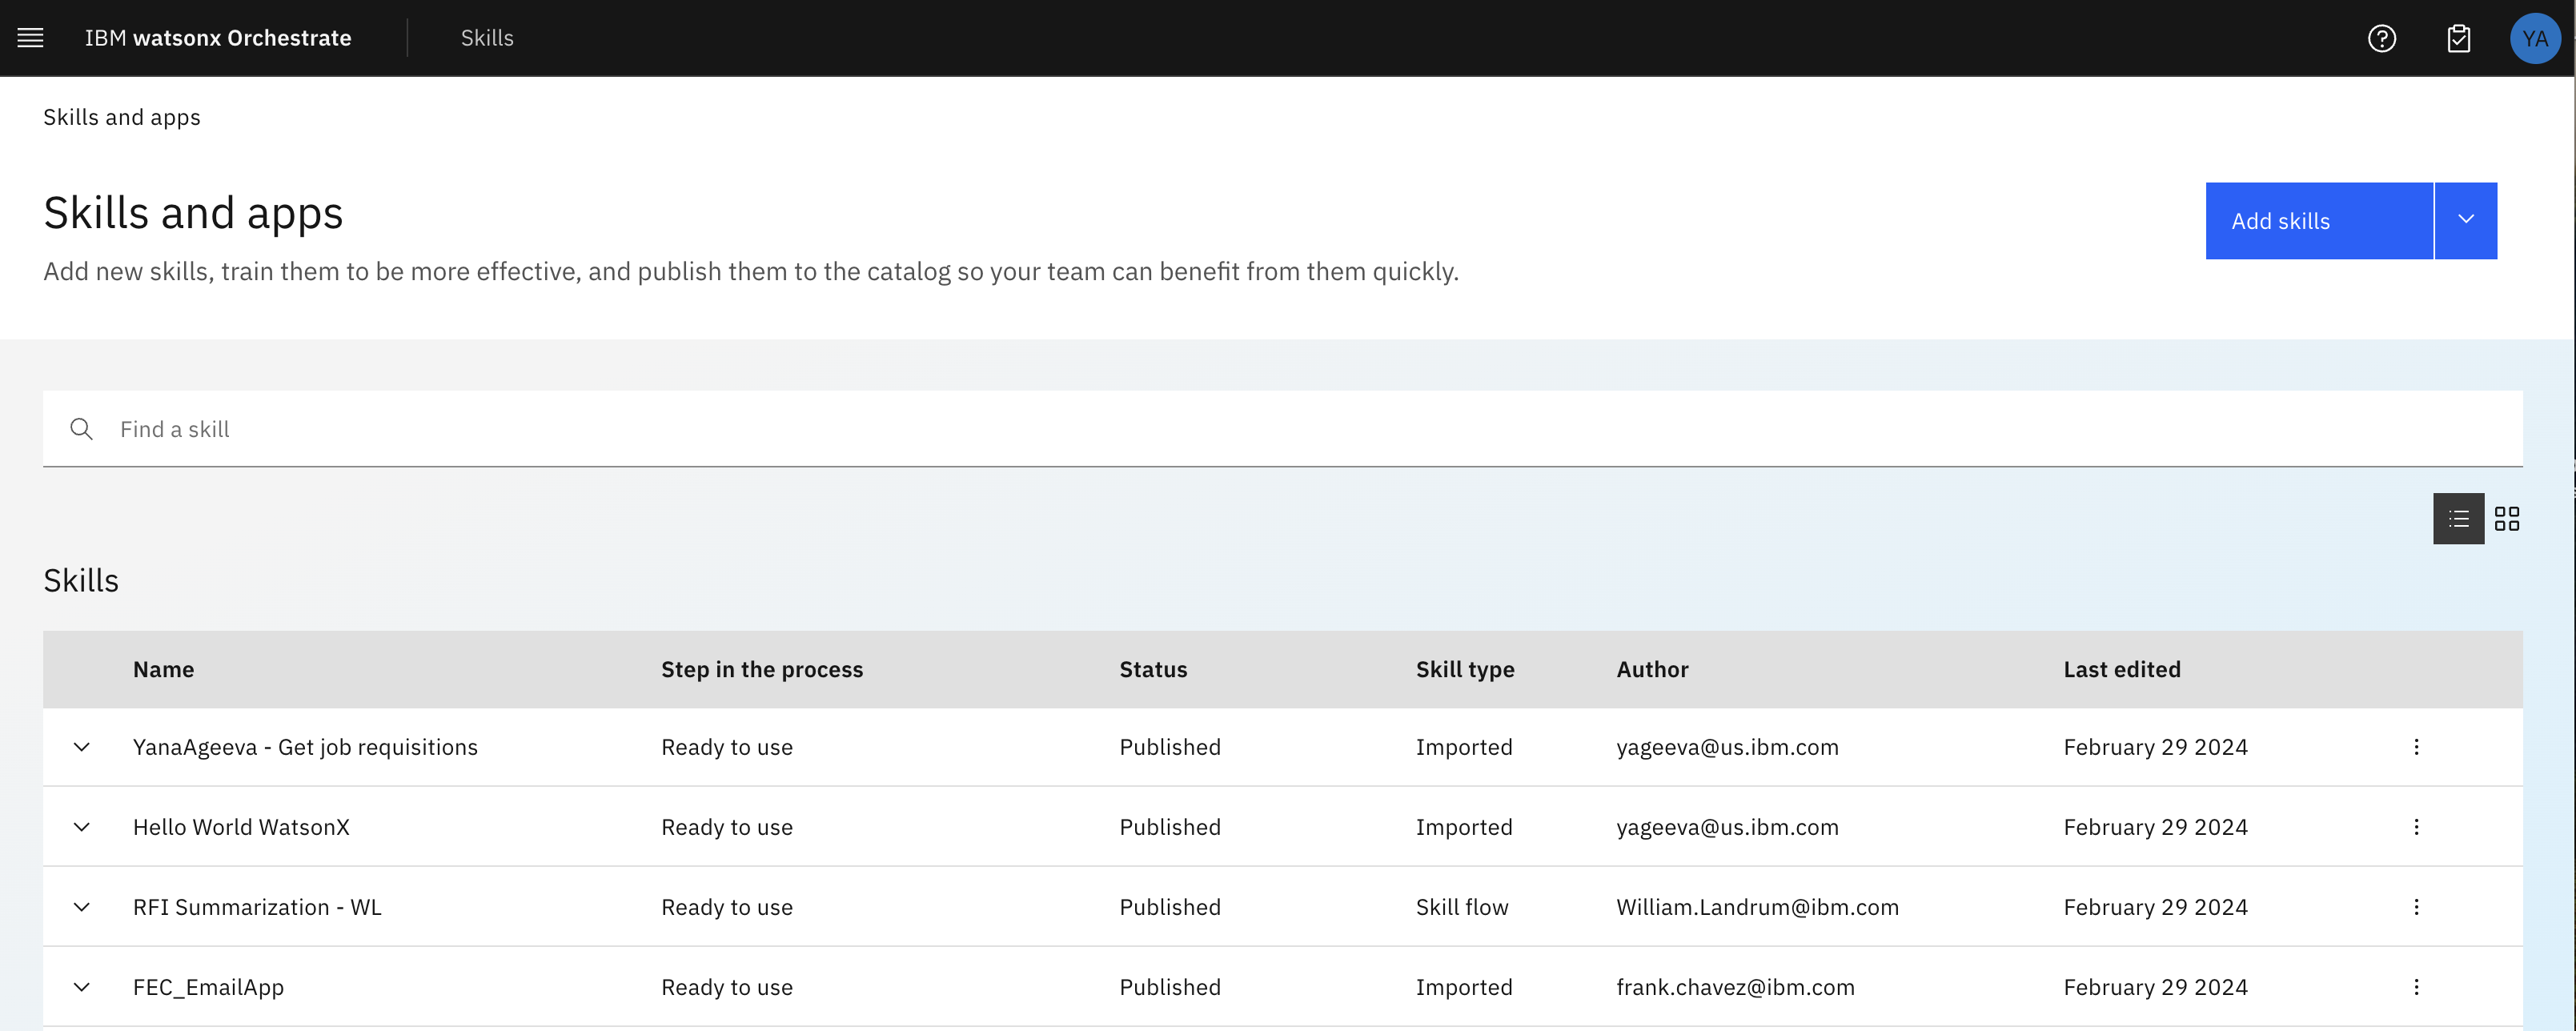 IBM watsonx Orchestrate Skills YA
Skills and apps
Skills and apps
Add skills
Add new skills, train them to be more effective, and publish them to the catalog so your team can benefit from them quickly.
Find a skill
Skills
Name Step in the process Status Skill type Author Last edited
YanaAgeeva - Get job requisitions Ready to use Published Imported yageeva@us.ibm.com February 29 2024
Hello World WatsonX Ready to use Published Imported yageeva@us.ibm.com February 29 2024
RFI Summarization - WL Ready to use Published Skill flow William.Landrum@ibm.com February 29 2024
FEC_EmailApp Ready to use Published Imported frank.chavez@ibm.com February 29 2024